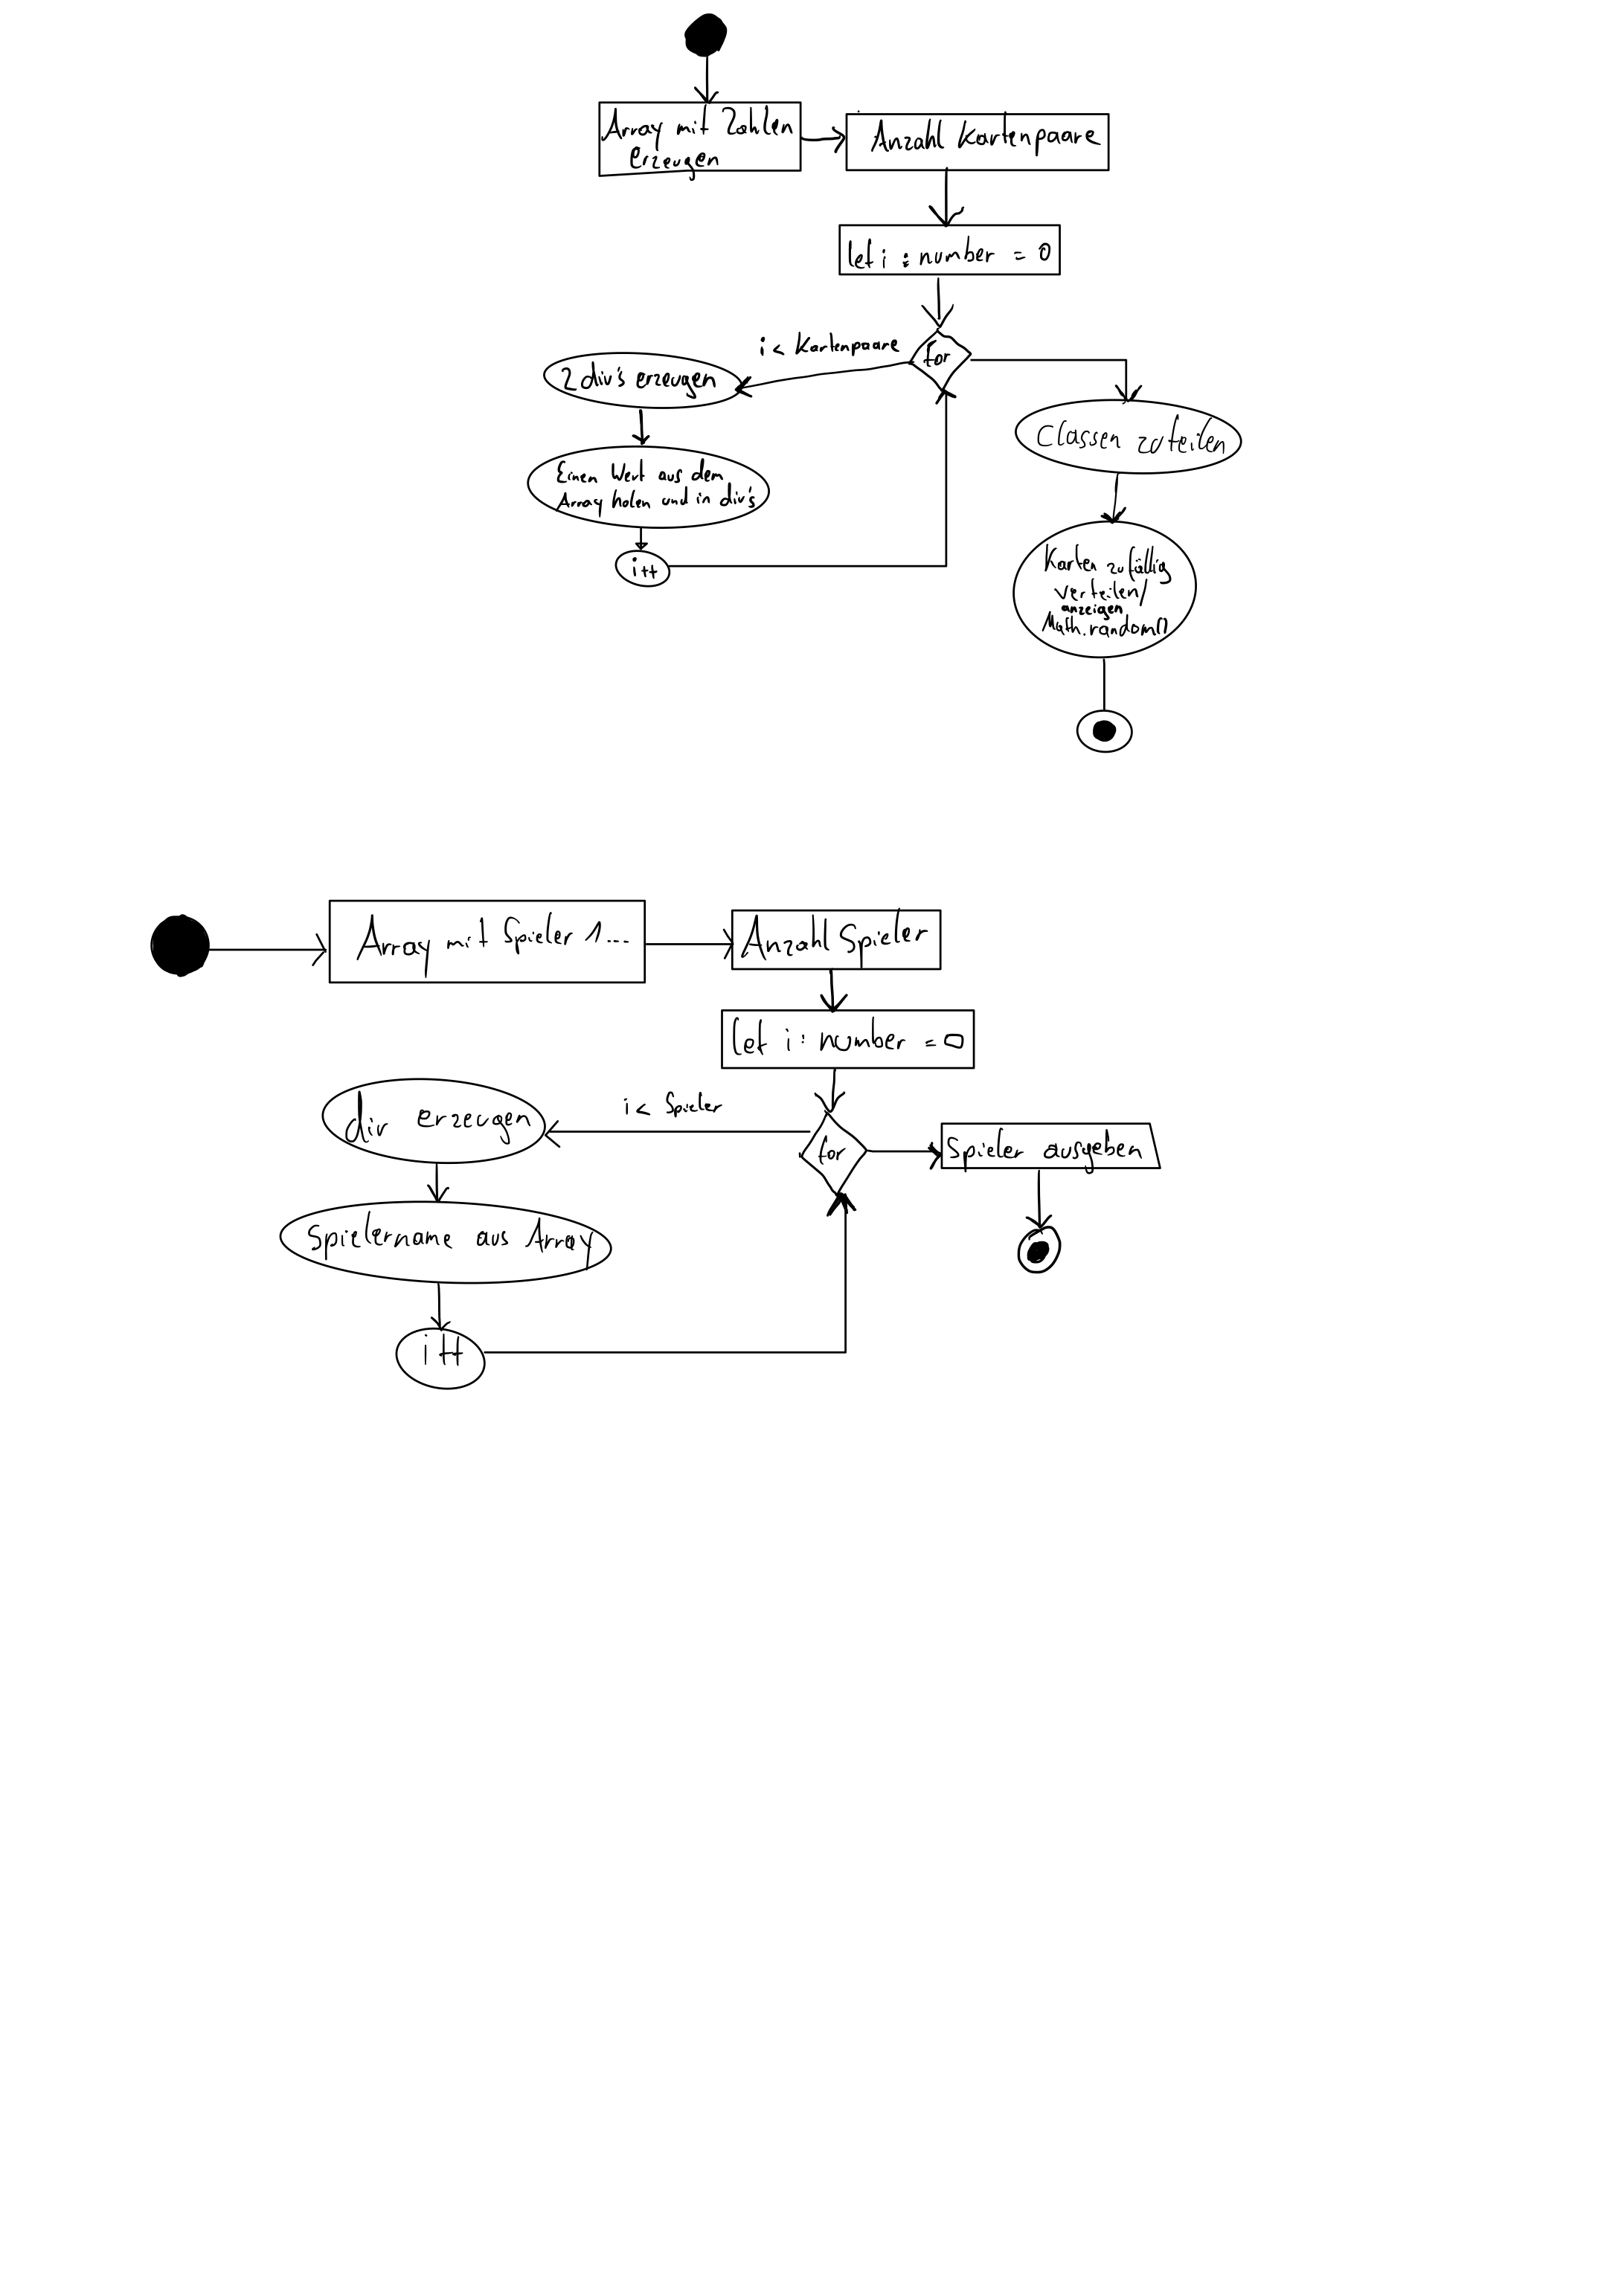 Array mit Zahlen
erzeugen
Anzahl Kartenpaare
let i : number = 0
for
i < Kartenpaare
2 div's erzeugen
Einen Wert aus dem
Array holen und in div's
i++
Classen zuteilen
Karten zufällig
verteilen/
anzeigen
Math.random()
Array mit Spieler 1...
Anzahl Spieler
let i : number = 0
for
i < Spieler
div erzeugen
Spielername aus Array
i++
Spieler ausgeben